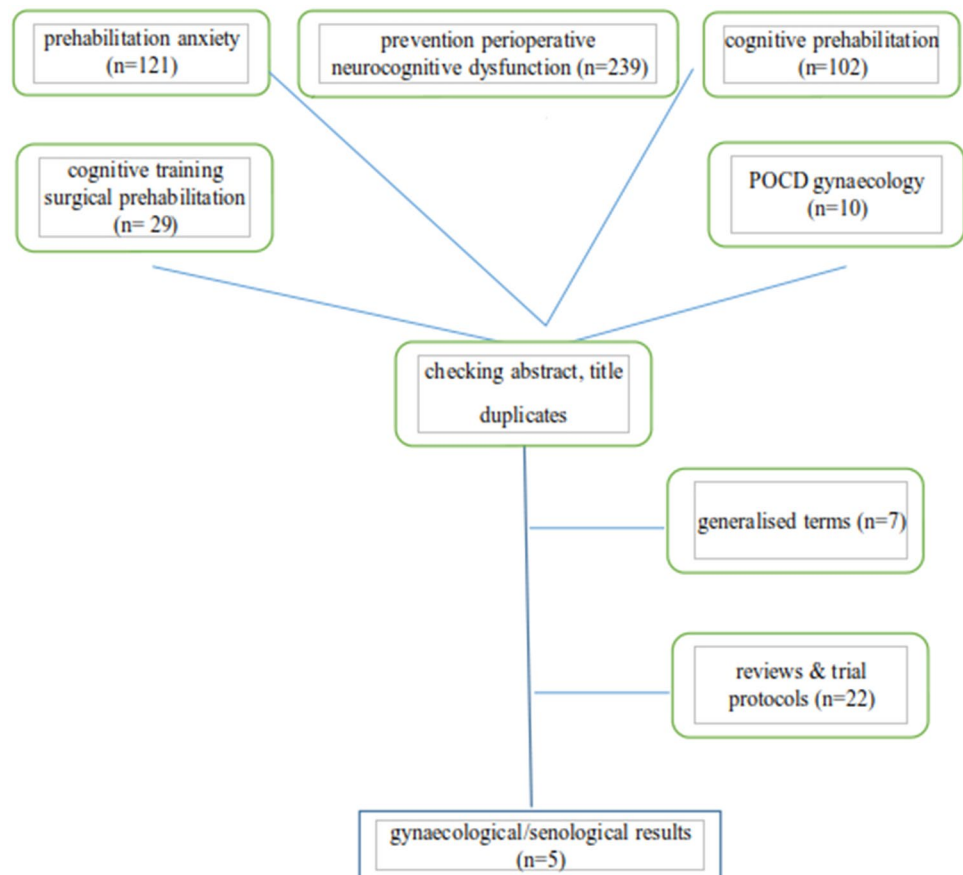 prehabilitation anxiety
(n=121)
prevention perioperative
neurocognitive dysfunction (n=239)
cognitive prehabilitation
(n=102)
cognitive training
surgical prehabilitation
(n= 29)
POCD gynaecology
(n=10)
checking abstract, title
duplicates
generalised terms (n=7)
reviews & trial
protocols (n=22)
gynaecological/senological results
(n=5)